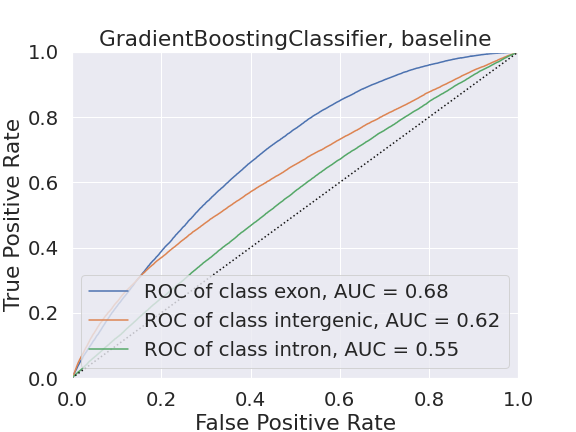 GradientBoostingClassifier, baseline
True Positive Rate
1.0
0.8
0.6
0.4
0.2
0.0
ROC of class exon, AUC = 0.68
ROC of class intergenic, AUC = 0.62
ROC of class intron, AUC = 0.55
0.0 0.2 0.4 0.6 0.8 1.0
False Positive Rate